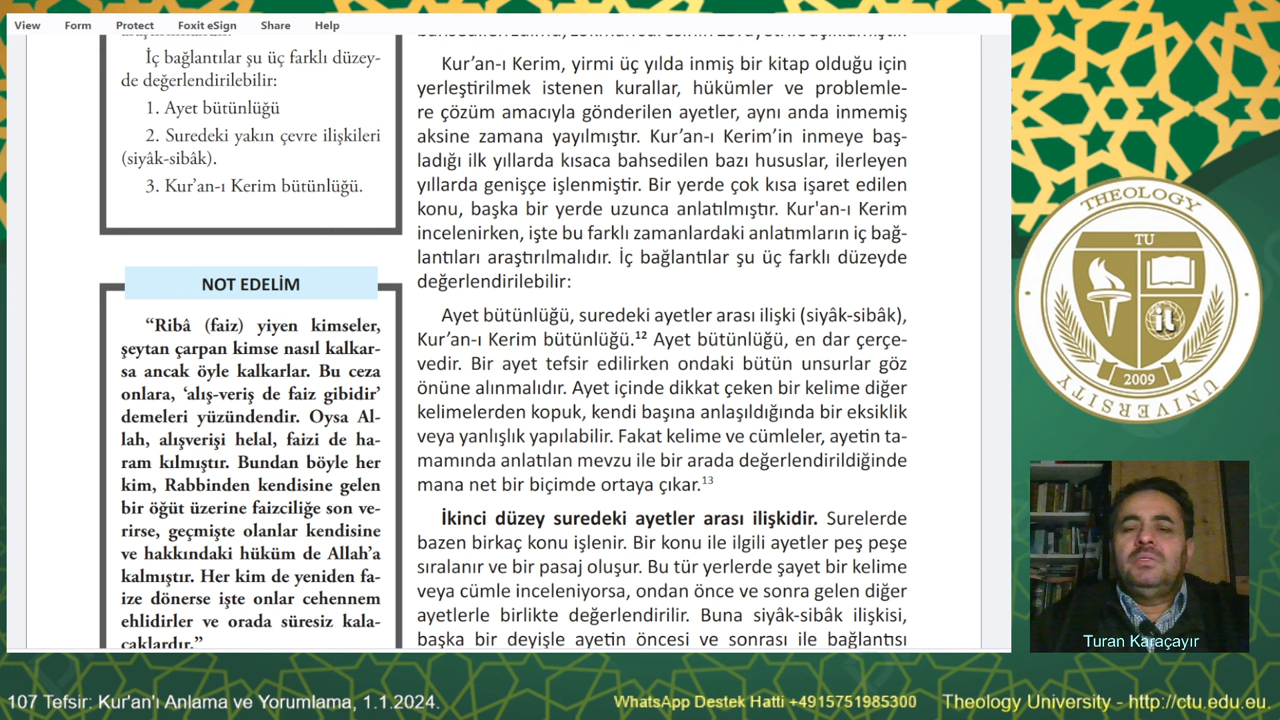 View Form Protect Foxit eSign Share Help
İç bağlantılar şu üç farklı düzey-
de değerlendirilebilir:
1. Ayet bütünlüğü
2. Suredeki yakın çevre ilişkileri
(siyâk-sibâk).
3. Kur’an-ı Kerim bütünlüğü.
NOT EDELİM
“Ribâ (faiz) yiyen kimseler,
şeytan çarpan kimse nasıl kalkar-
sa ancak öyle kalkarlar. Bu ceza
onlara, ‘alış-veriş de faiz gibidir’
demeleri yüzündendir. Oysa Al-
lah, alışverişi helal, faizi de ha-
ram kılmıştır. Bundan böyle her
kim, Rabbinden kendisine gelen
bir öğüt üzerine faizciliğe son ve-
rirse, geçmişte olanlar kendisine
ve hakkındaki hüküm de Allah’a
kalmıştır. Her kim de yeniden fa-
ize dönerse işte onlar cehennem
ehlidirler ve orada süresiz kala-
caklardır.”
Kur’an-ı Kerim, yirmi üç yılda inmiş bir kitap olduğu için
yerleştirilmek istenen kurallar, hükümler ve problemle-
re çözüm amacıyla gönderilen ayetler, aynı anda inmemiş
aksine zamana yayılmıştır. Kur’an-ı Kerim’in inmeye baş-
ladığı ilk yıllarda kısaca bahsedilen bazı hususlar, ilerleyen
yıllarda genişçe işlenmiştir. Bir yerde çok kısa işaret edilen
konu, başka bir yerde uzunca anlatılmıştır. Kur'an-ı Kerim
incelenirken, işte bu farklı zamanlardaki anlatımların iç bağ-
lantıları araştırılmalıdır. İç bağlantılar şu üç farklı düzeyde
değerlendirilebilir:
Ayet bütünlüğü, suredeki ayetler arası ilişki (siyâk-sibâk),
Kur’an-ı Kerim bütünlüğü.¹² Ayet bütünlüğü, en dar çerçe-
vedir. Bir ayet tefsir edilirken ondaki bütün unsurlar göz
önüne alınmalıdır. Ayet içinde dikkat çeken bir kelime diğer
kelimelerden kopuk, kendi başına anlaşıldığında bir eksiklik
veya yanlışlık yapılabilir. Fakat kelime ve cümleler, ayetin ta-
mamında anlatılan mevzu ile bir arada değerlendirildiğinde
mana net bir biçimde ortaya çıkar.¹³
İkinci düzey suredeki ayetler arası ilişkidir. Surelerde
bazen birkaç konu işlenir. Bir konu ile ilgili ayetler peş peşe
sıralanır ve bir pasaj oluşur. Bu tür yerlerde şayet bir kelime
veya cümle inceleniyorsa, ondan önce ve sonra gelen diğer
ayetlerle birlikte değerlendirilir. Buna siyâk-sibâk ilişkisi,
başka bir deyişle ayetin öncesi ve sonrası ile bağlantısı
THEOLOGY
TU
2009
UNIVERSITY
Turan Karaçayır
107 Tefsir: Kur'an'ı Anlama ve Yorumlama, 1.1.2024.
WhatsApp Destek Hatti +4915751985300
Theology University - http://ctu.edu.eu.